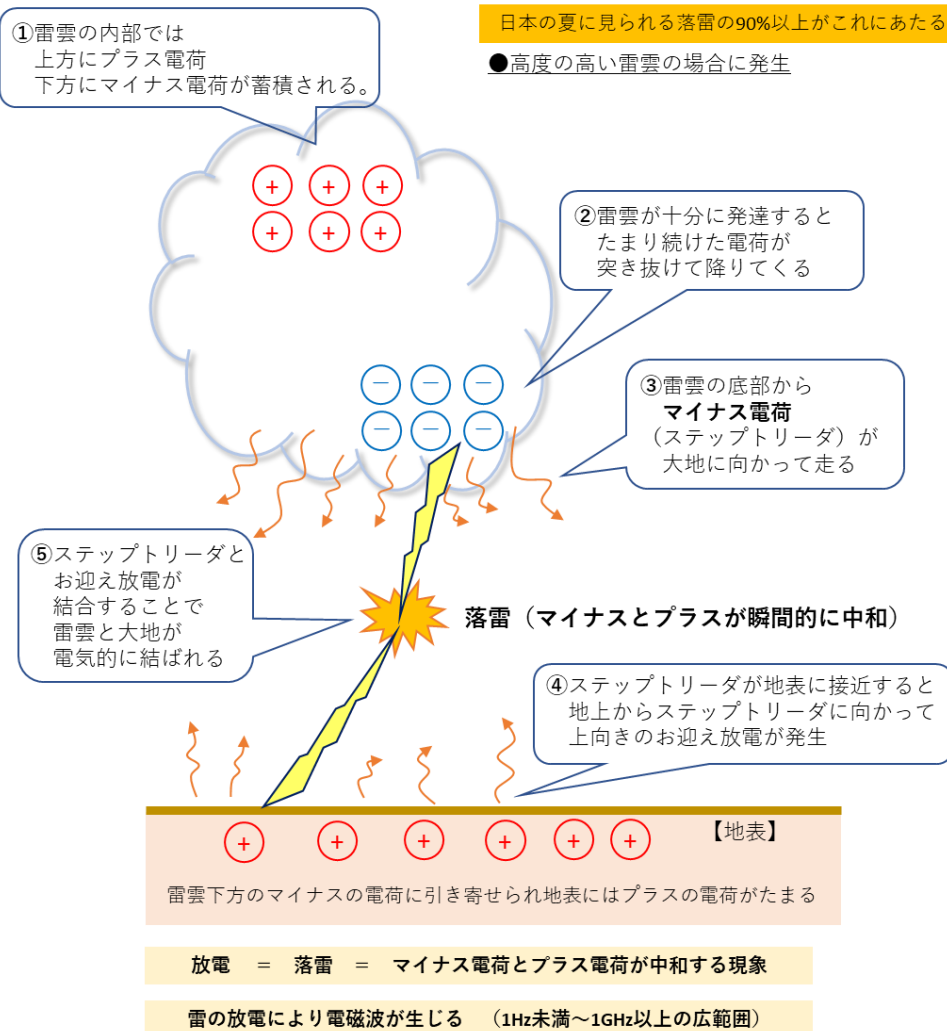 日本の夏に見られる落雷の90%以上がこれにあたる
●高度の高い雷雲の場合に発生
①雷雲の内部では
上方にプラス電荷
下方にマイナス電荷が蓄積される。
+ + +
+ + +
②雷雲が十分に発達すると
たまり続けた電荷が
突き抜けて降りてくる
− − −
− − −
③雷雲の底部から
マイナス電荷
（ステップトリーダ）が
大地に向かって走る
⑤ステップトリーダと
お迎え放電が
結合することで
雷雲と大地が
電気的に結ばれる
落雷（マイナスとプラスが瞬間的に中和）
④ステップトリーダが地表に接近すると
地上からステップトリーダに向かって
上向きのお迎え放電が発生
+ + + + + +
【地表】
雷雲下方のマイナスの電荷に引き寄せられ地表にはプラスの電荷がたまる
放電 = 落雷 = マイナス電荷とプラス電荷が中和する現象
雷の放電により電磁波が生じる （1Hz未満～1GHz以上の広範囲）